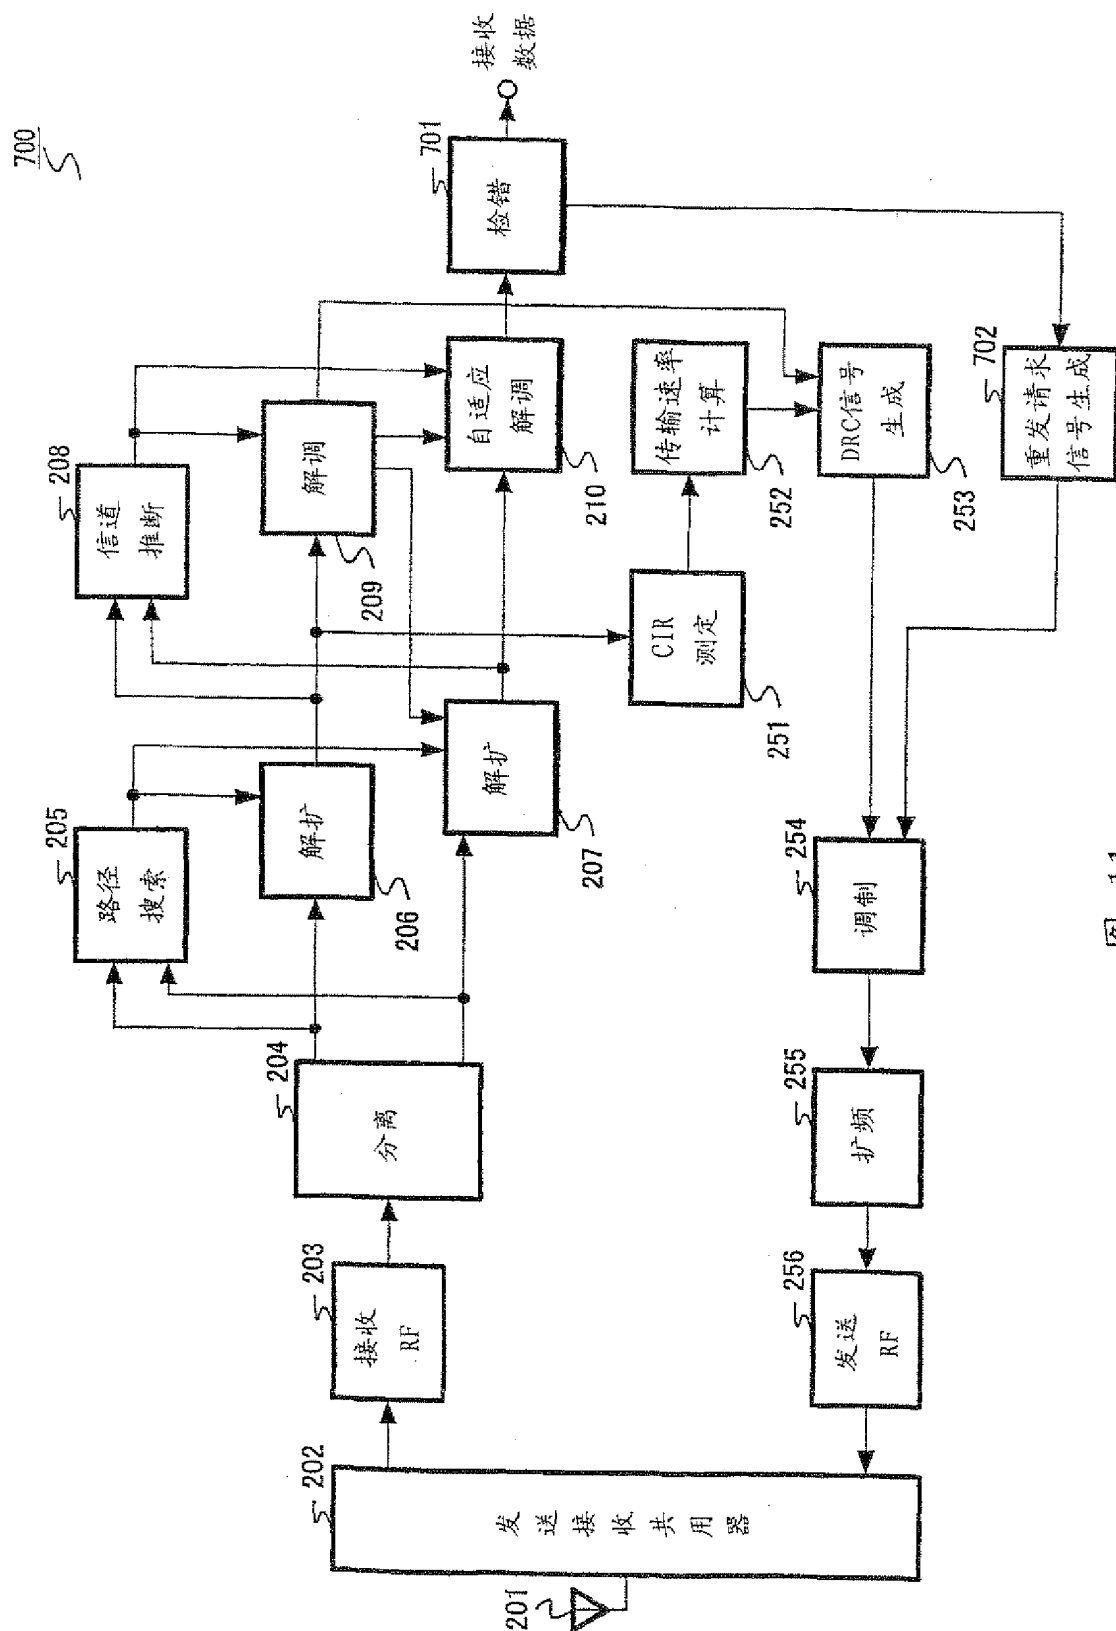 700
201
202
发送接收共用器
203
接收
RF
204
分离
205
路径
搜索
206
解扩
207
解扩
208
信道
推断
209
解调
210
自适应
解调
701
检错
接收
数据
251
CIR
测定
252
传输速率
计算
253
DRC信号
生成
702
重发请求
信号生成
254
调制
255
扩频
256
发送
RF
图 11